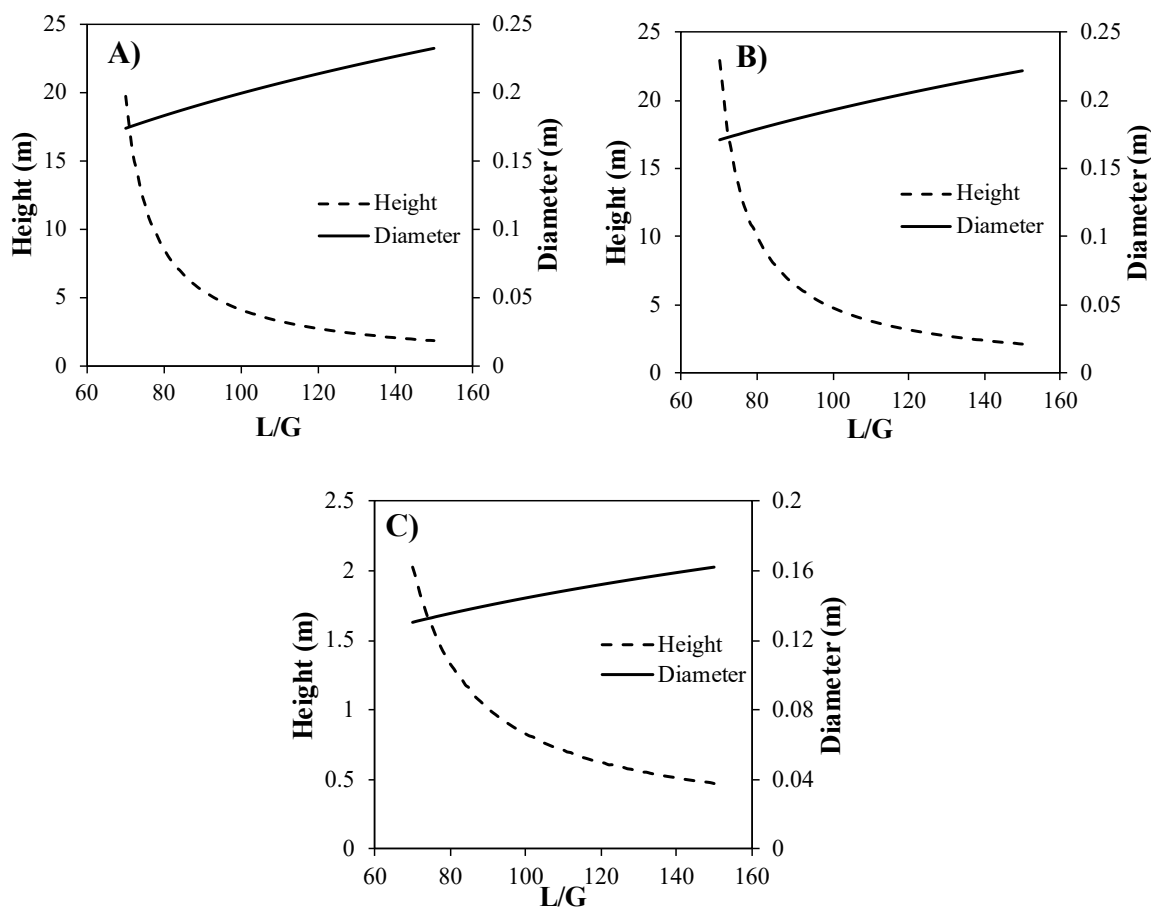 A)
Height (m)
25
20
15
10
5
0
Height
Diameter
0.25
0.2
0.15
0.1
0.05
0
Diameter (m)
60 80 100 120 140 160
L/G
B)
Height (m)
25
20
15
10
5
0
Height
Diameter
0.25
0.2
0.15
0.1
0.05
0
Diameter (m)
60 80 100 120 140 160
L/G
C)
Height (m)
2.5
2
1.5
1
0.5
0
Height
Diameter
0.2
0.16
0.12
0.08
0.04
0
Diameter (m)
60 80 100 120 140 160
L/G